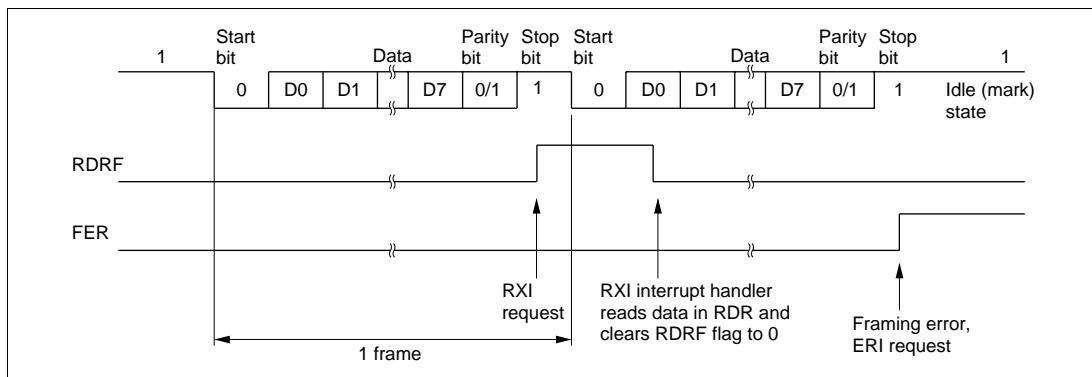 1
Start
bit
Data
Parity
bit
Stop
bit
Start
bit
Data
Parity
bit
Stop
bit
1
0 D0 D1 D7 0/1 1 0 D0 D1 D7 0/1 1 Idle (mark)
state
RDRF
FER
RXI
request
RXI interrupt handler
reads data in RDR and
clears RDRF flag to 0
Framing error,
ERI request
1 frame